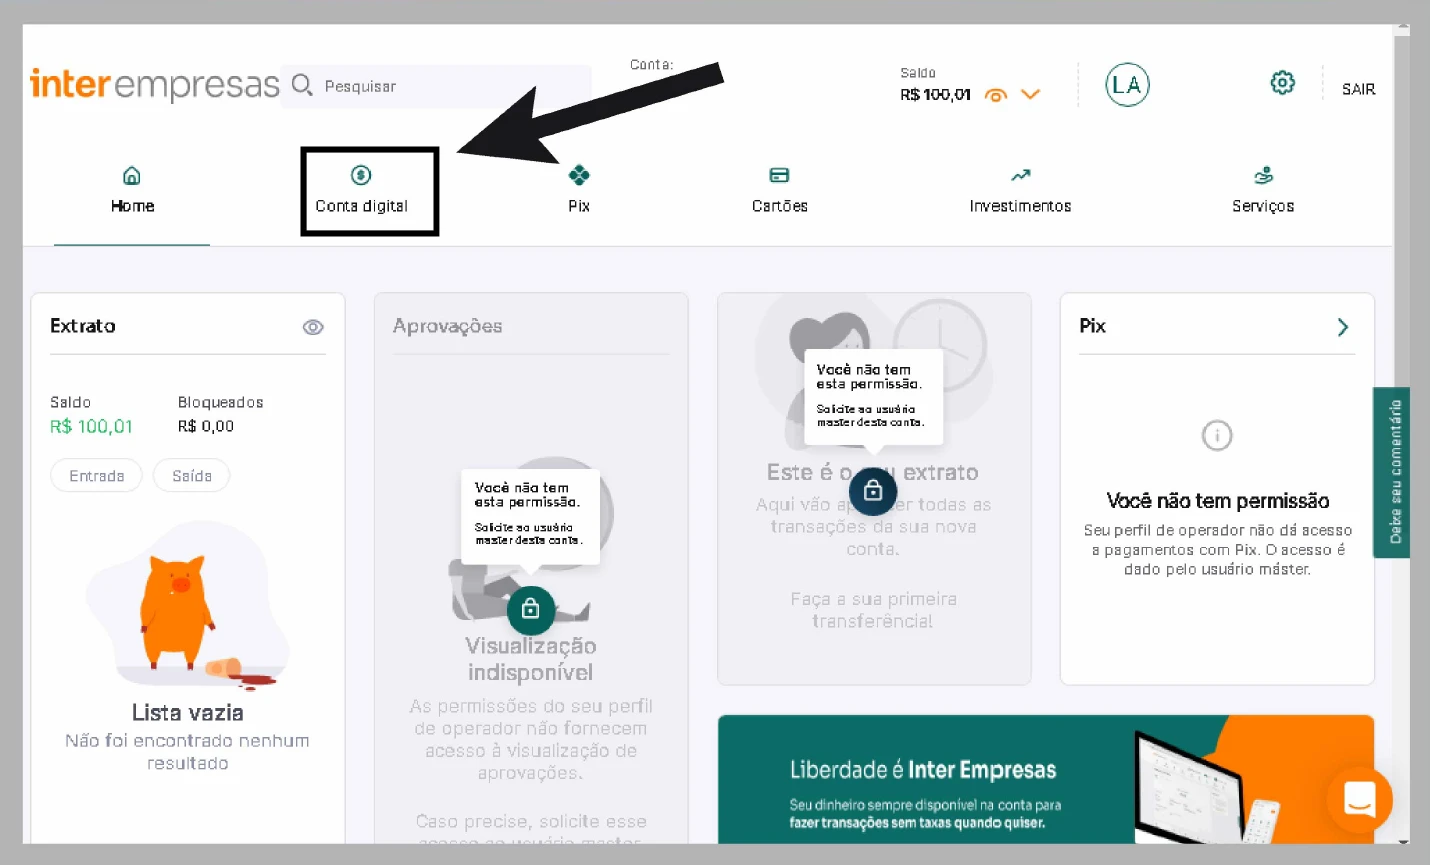 inter empresas
Pesquisar
Conta:
Saldo
R$ 100,01
LA
SAIR
Home
Conta digital
Pix
Cartões
Investimentos
Serviços
Extrato
Saldo
Bloqueados
R$ 100,01
R$ 0,00
Entrada
Saída
Lista vazia
Não foi encontrado nenhum
resultado
Aprovações
Você não tem
esta permissão.
Solicite ao usuário
master desta conta.
Visualização
indisponível
As permissões do seu perfil
de operador não fornecem
acesso à visualização de
aprovações.
Caso precise, solicite esse
acesso ao usuário master
Você não tem
esta permissão.
Solicite ao usuário
master desta conta.
Este é o seu extrato
Aqui vão aparecer todas as
transações da sua nova
conta.
Faça a sua primeira
transferência!
Pix
Você não tem permissão
Seu perfil de operador não dá acesso
a pagamentos com Pix. O acesso é
dado pelo usuário máster.
Deixe seu comentário
Liberdade é Inter Empresas
Seu dinheiro sempre disponível na conta para
fazer transações sem taxas quando quiser.